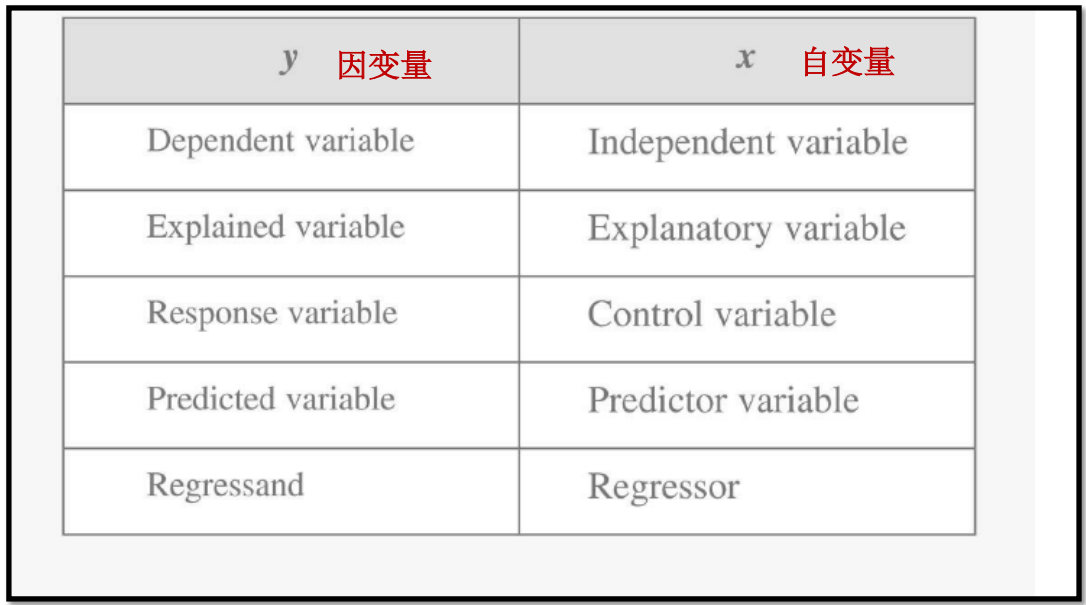 y 因变量 x 自变量
Dependent variable Independent variable
Explained variable Explanatory variable
Response variable Control variable
Predicted variable Predictor variable
Regressand Regressor